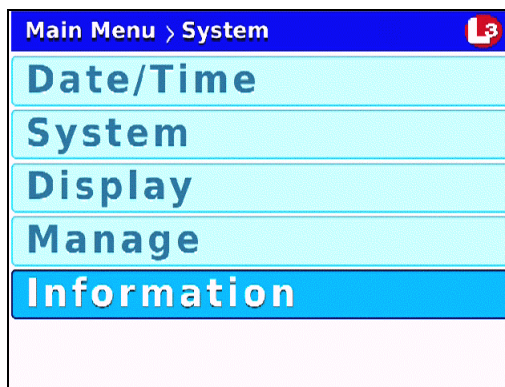 Main Menu > System L3
Date/Time
System
Display
Manage
Information